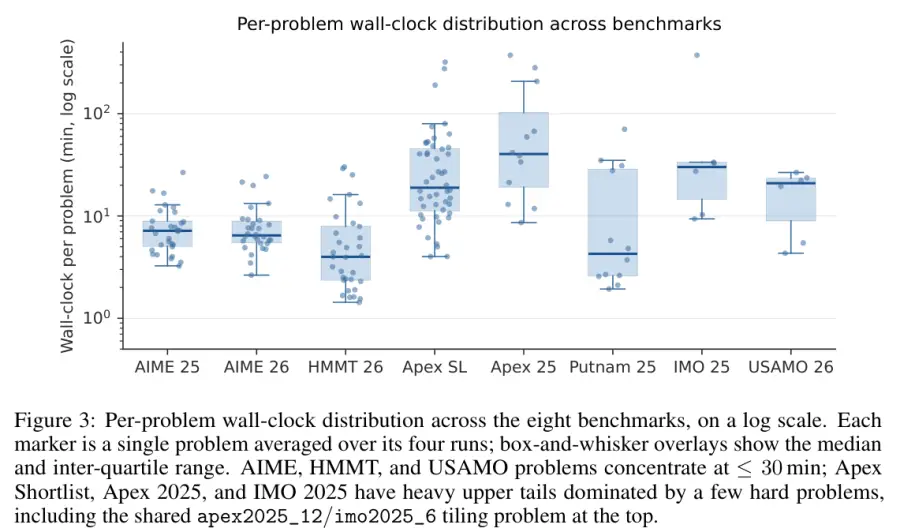 Per-problem wall-clock distribution across benchmarks
Wall-clock per problem (min, log scale)
10²
10¹
10⁰
AIME 25 AIME 26 HMMT 26 Apex SL Apex 25 Putnam 25 IMO 25 USAMO 26
Figure 3: Per-problem wall-clock distribution across the eight benchmarks, on a log scale. Each
marker is a single problem averaged over its four runs; box-and-whisker overlays show the median
and inter-quartile range. AIME, HMMT, and USAMO problems concentrate at ≤ 30 min; Apex
Shortlist, Apex 2025, and IMO 2025 have heavy upper tails dominated by a few hard problems,
including the shared apex2025_12/imo2025_6 tiling problem at the top.